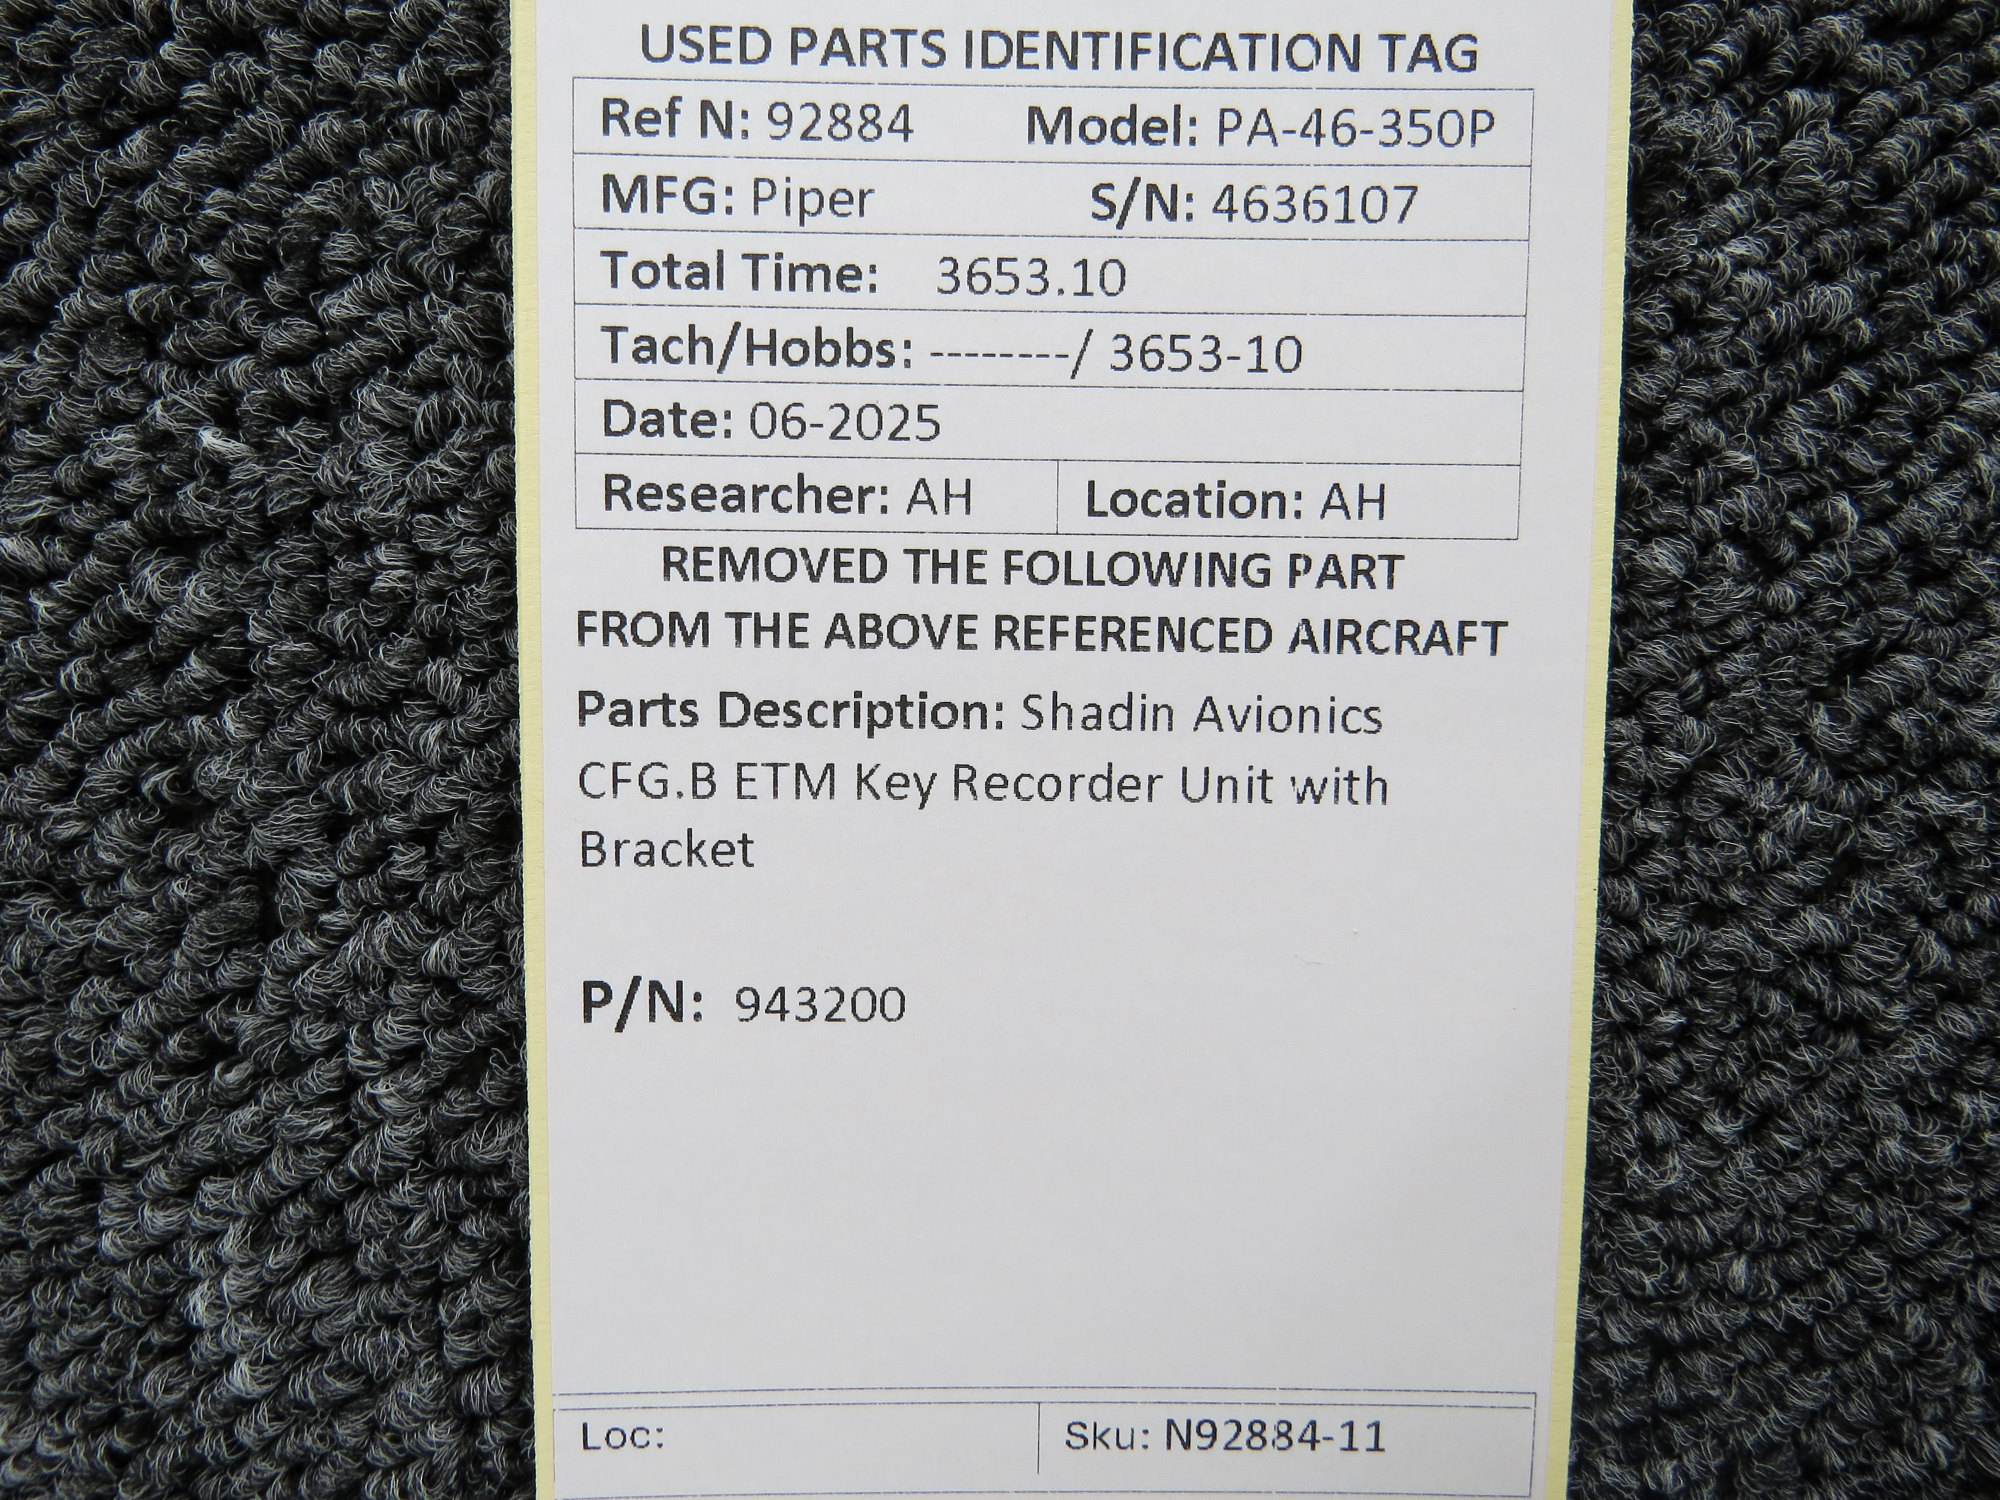 USED PARTS IDENTIFICATION TAG
Ref N: 92884 Model: PA-46-350P
MFG: Piper S/N: 4636107
Total Time: 3653.10
Tach/Hobbs: --------/ 3653-10
Date: 06-2025
Researcher: AH Location: AH
REMOVED THE FOLLOWING PART
FROM THE ABOVE REFERENCED AIRCRAFT
Parts Description: Shadin Avionics
CFG.B ETM Key Recorder Unit with
Bracket
P/N: 943200
Loc: Sku: N92884-11